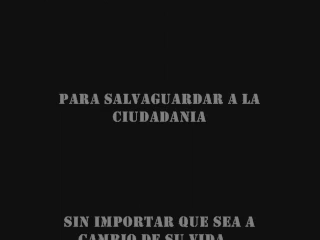 PARA SALVAGUARDAR A LA
CIUDADANIA
SIN IMPORTAR QUE SEA A
CAMBIO DE SU VIDA